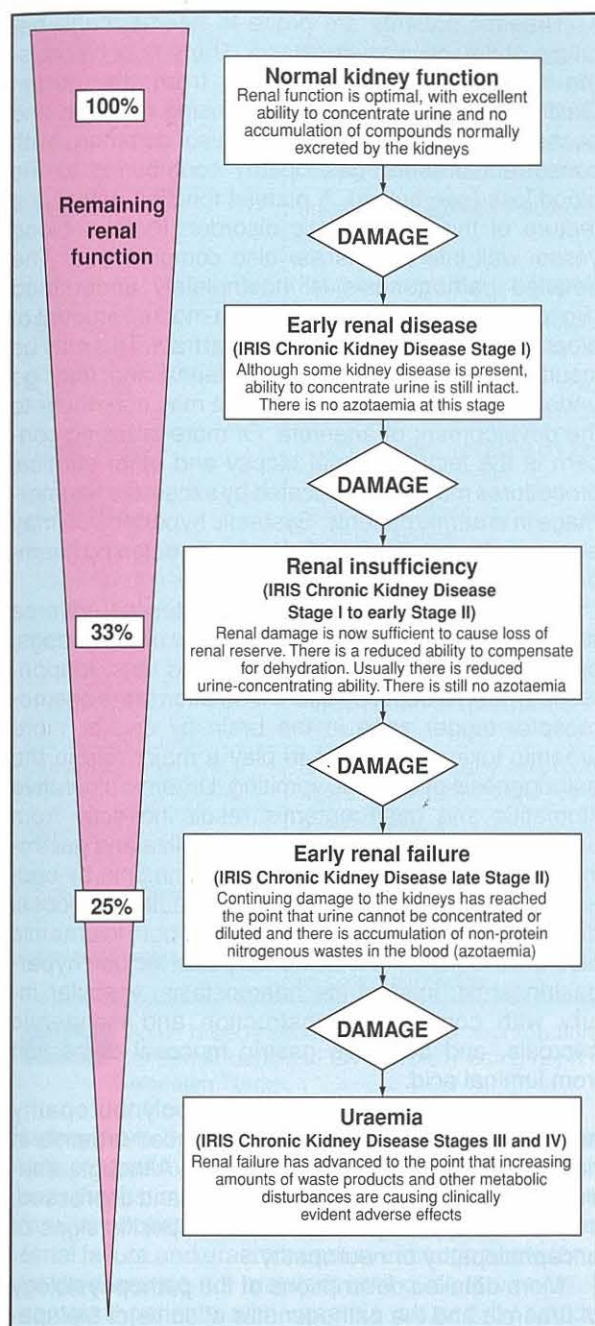 100%
Remaining
renal
function
33%
25%
Normal kidney function
Renal function is optimal, with excellent
ability to concentrate urine and no
accumulation of compounds normally
excreted by the kidneys
DAMAGE
Early renal disease
(IRIS Chronic Kidney Disease Stage I)
Although some kidney disease is present,
ability to concentrate urine is still intact.
There is no azotaemia at this stage
DAMAGE
Renal insufficiency
(IRIS Chronic Kidney Disease
Stage I to early Stage II)
Renal damage is now sufficient to cause loss of
renal reserve. There is a reduced ability to compensate
for dehydration. Usually there is reduced
urine-concentrating ability. There is still no azotaemia
DAMAGE
Early renal failure
(IRIS Chronic Kidney Disease late Stage II)
Continuing damage to the kidneys has reached
the point that urine cannot be concentrated or
diluted and there is accumulation of non-protein
nitrogenous wastes in the blood (azotaemia)
DAMAGE
Uraemia
(IRIS Chronic Kidney Disease Stages III and IV)
Renal failure has advanced to the point that increasing
amounts of waste products and other metabolic
disturbances are causing clinically
evident adverse effects